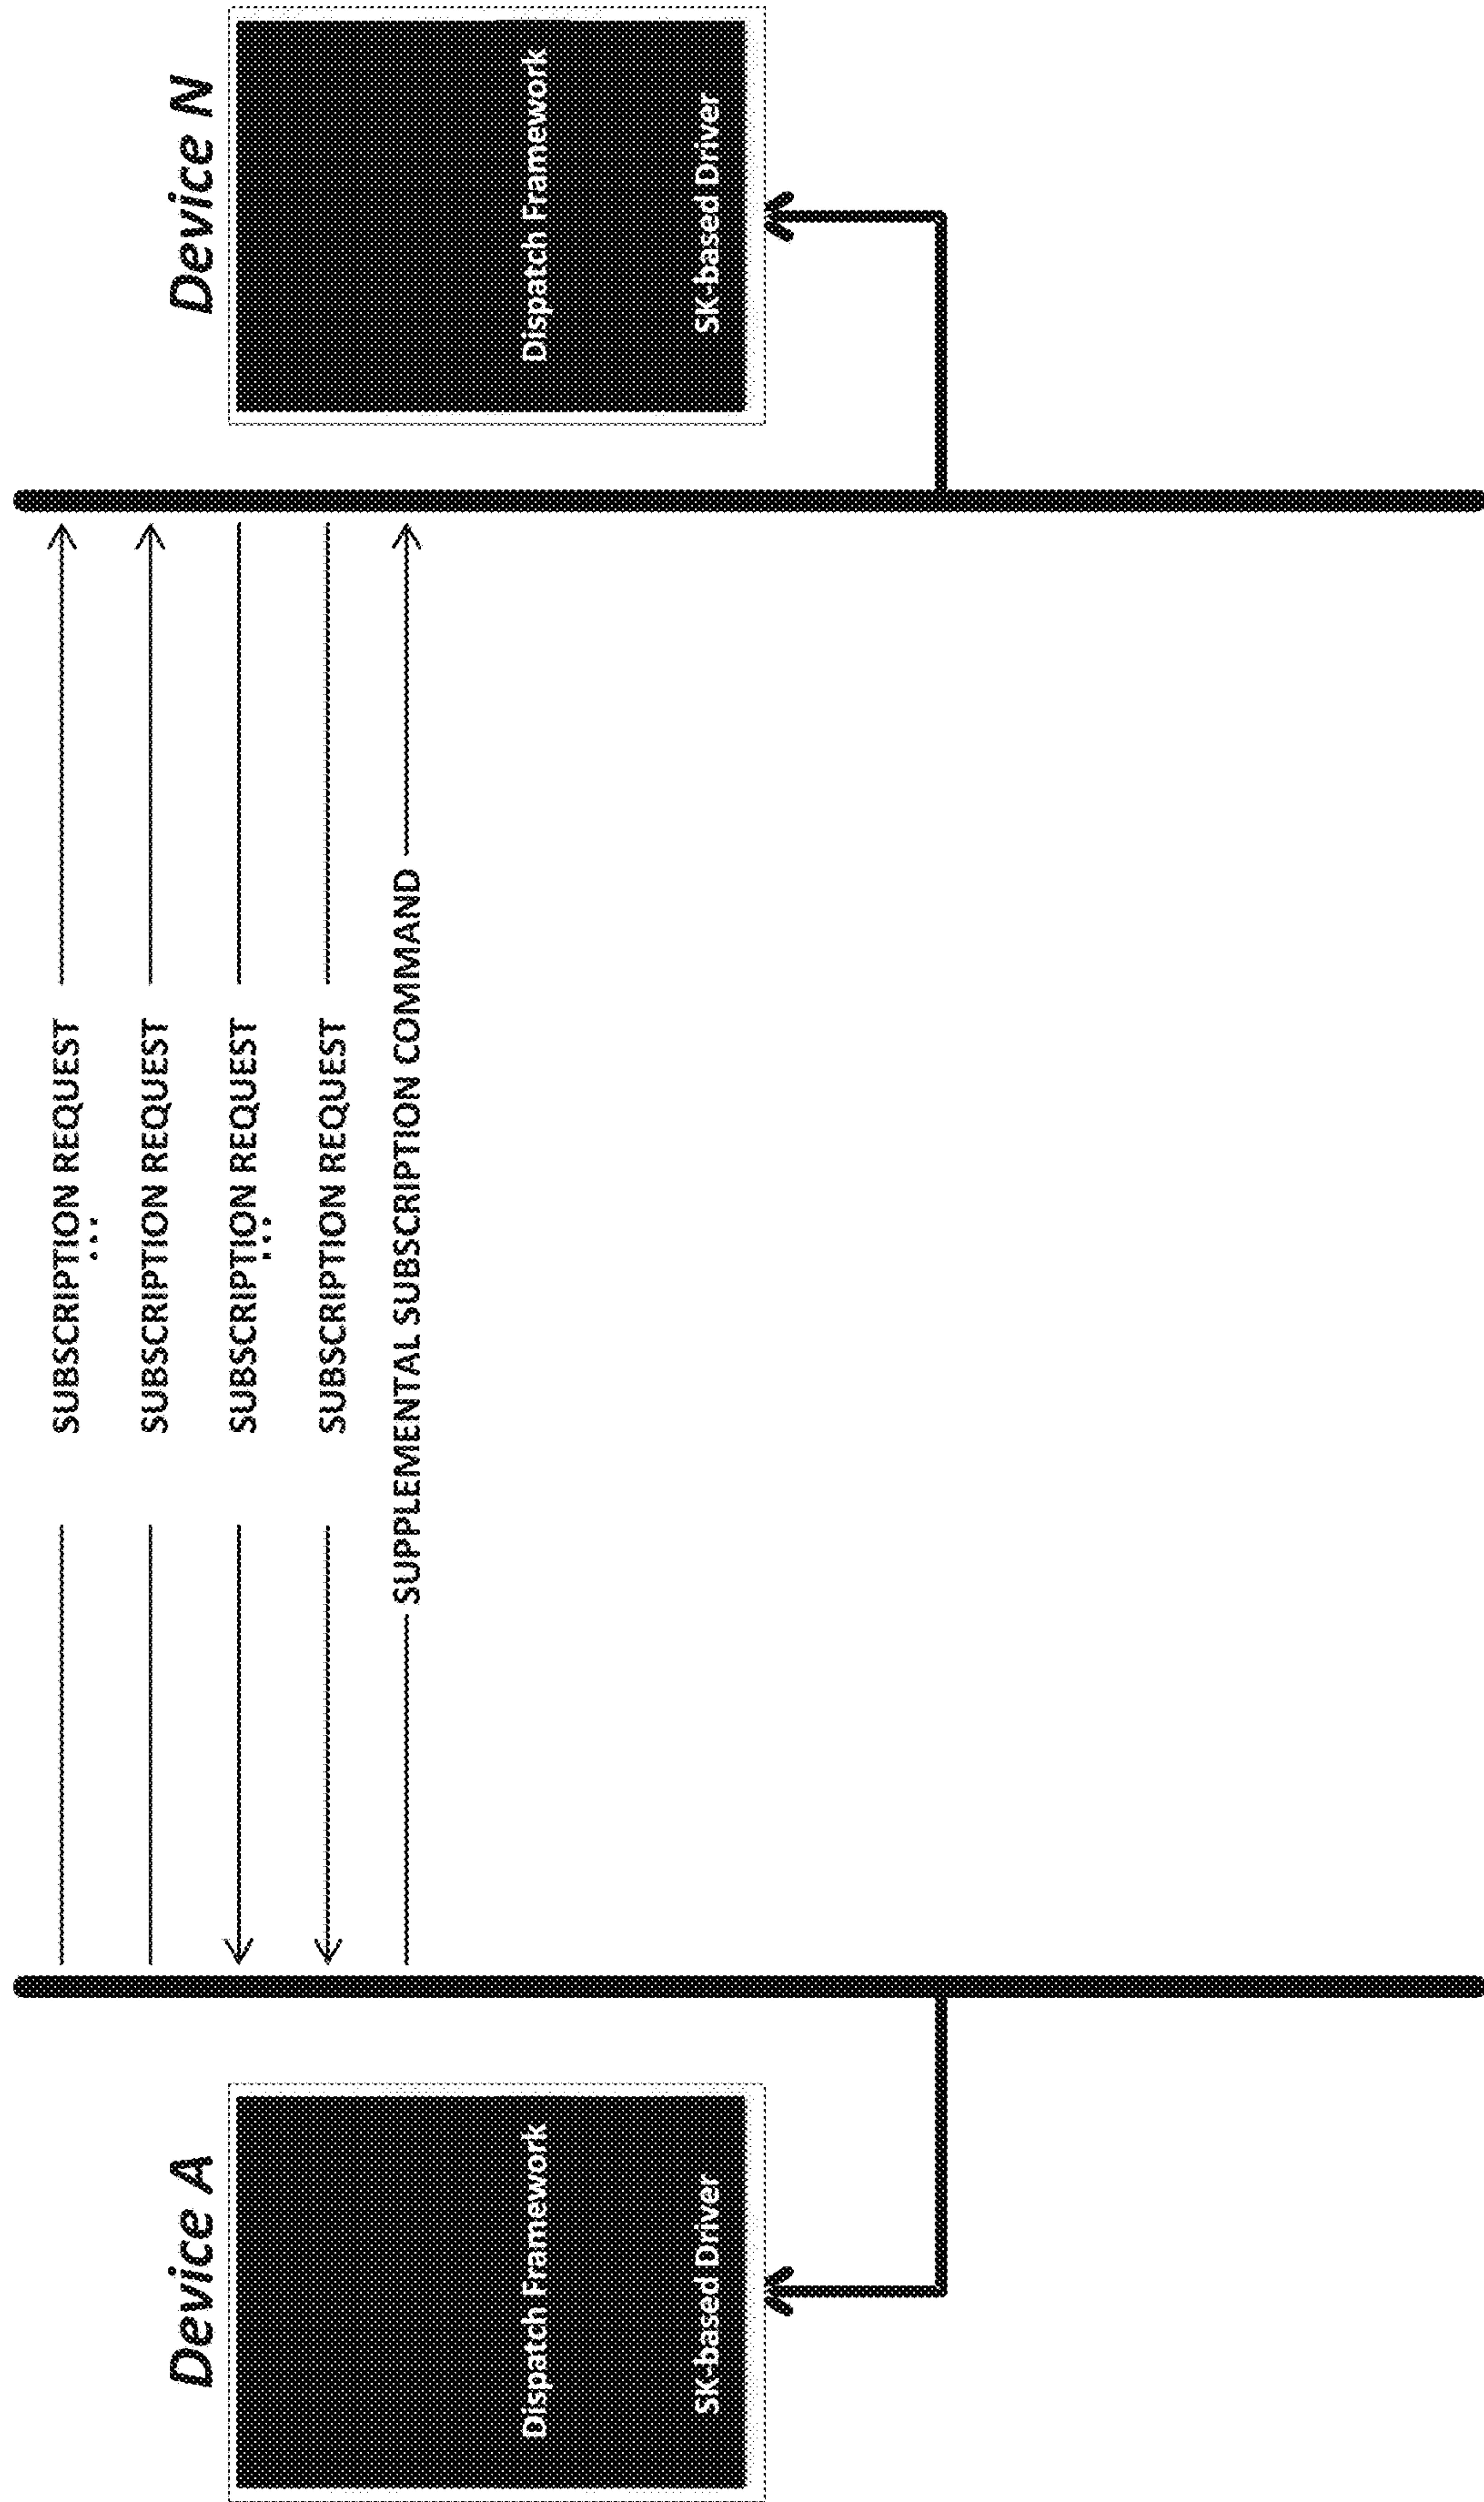 Device A
Device N
SUBSCRIPTION REQUEST
...
SUBSCRIPTION REQUEST
SUBSCRIPTION REQUEST
...
SUBSCRIPTION REQUEST
SUPPLEMENTAL SUBSCRIPTION COMMAND
Dispatch Framework
SK-based Driver
Dispatch Framework
SK-based Driver